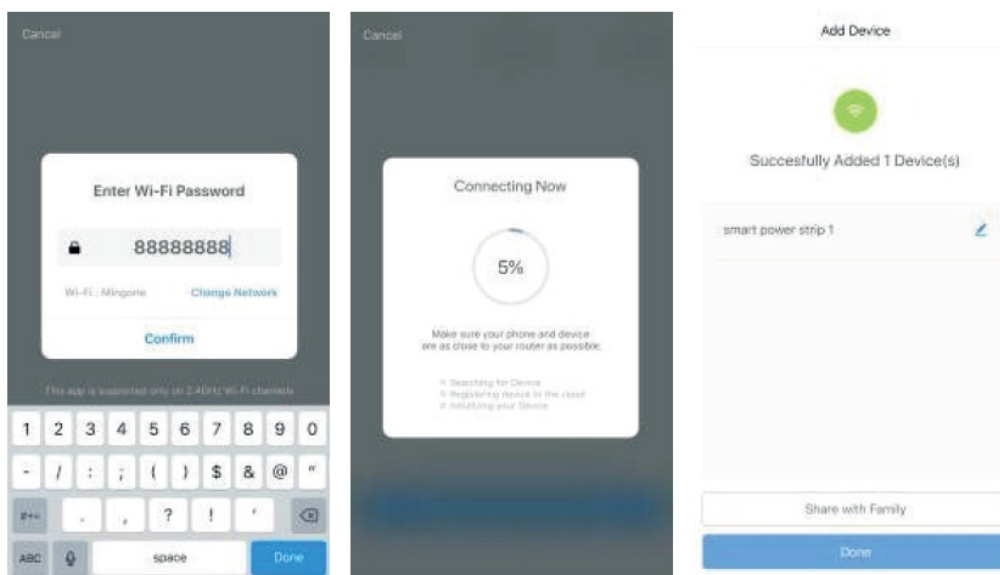 Cancel
Enter Wi-Fi Password
88888888
Wi-Fi : Mingone
Change Network
Confirm
This app is supported only on 2.4GHz Wi-Fi channels
1 2 3 4 5 6 7 8 9 0
- / : ; ( ) $ & @ "
#+= . , ? ! '
ABC space Done
Cancel
Connecting Now
5%
Make sure your phone and device
are as close to your router as possible.
Searching for Device
Registering device to the cloud
Initializing your Device
Add Device
Succesfully Added 1 Device(s)
smart power strip 1
Share with Family
Done